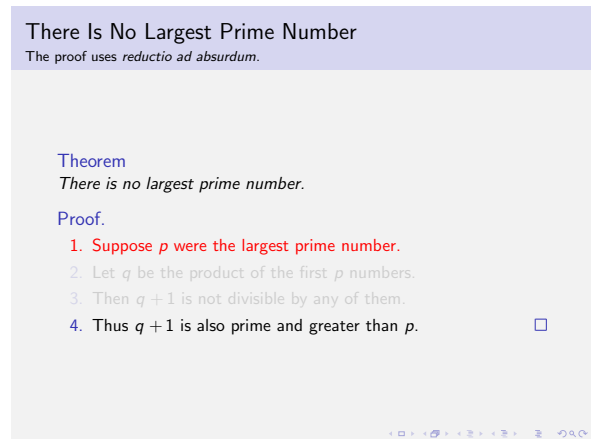 There Is No Largest Prime Number
The proof uses reductio ad absurdum.
Theorem
There is no largest prime number.
Proof.
1. Suppose p were the largest prime number.
2. Let q be the product of the first p numbers.
3. Then q + 1 is not divisible by any of them.
4. Thus q + 1 is also prime and greater than p. □